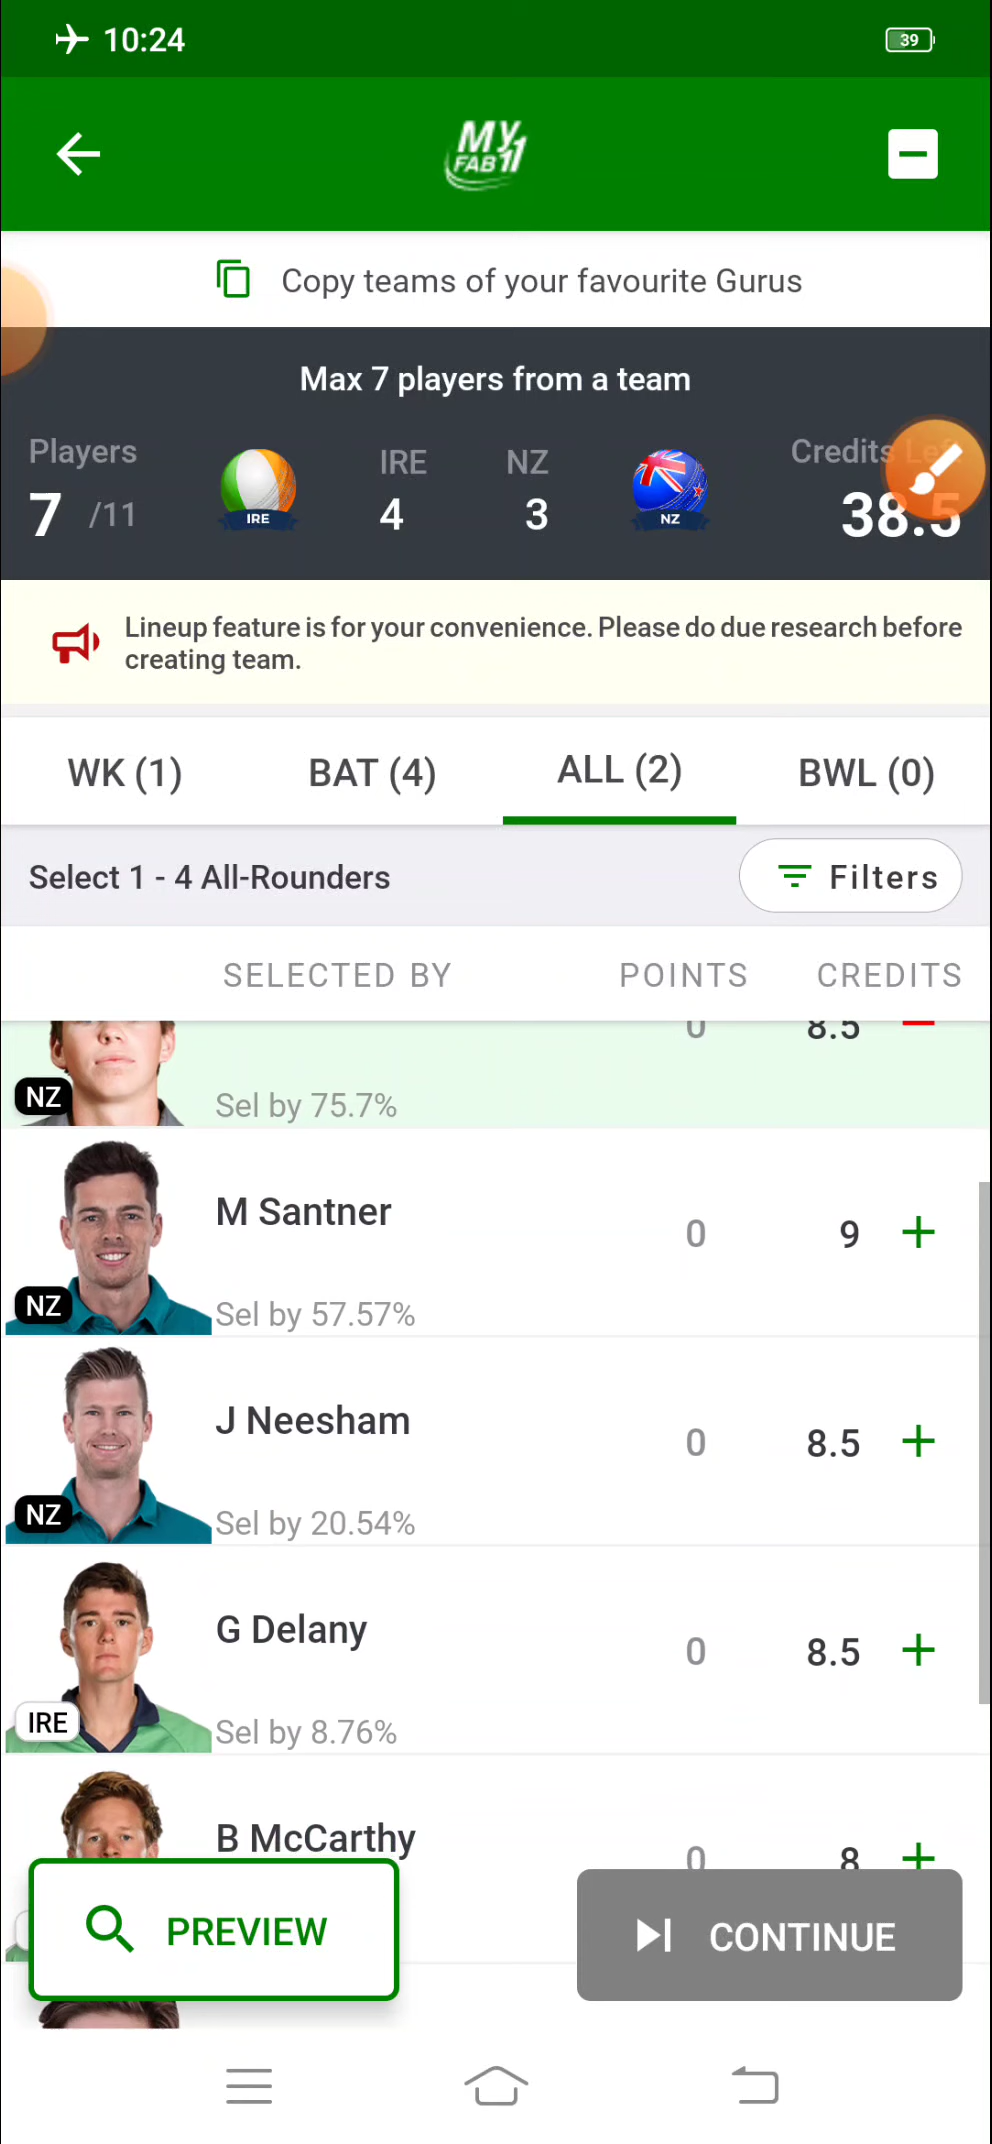 10:24
39
MY
FAB11
Copy teams of your favourite Gurus
Max 7 players from a team
Players
IRE
NZ
Credits
7 /11
IRE
4
3
NZ
38.5
Lineup feature is for your convenience. Please do due research before
creating team.
WK (1)
BAT (4)
ALL (2)
BWL (0)
Select 1 - 4 All-Rounders
Filters
SELECTED BY
POINTS
CREDITS
0
8.5
NZ
Sel by 75.7%
M Santner
0
9
NZ
Sel by 57.57%
J Neesham
0
8.5
NZ
Sel by 20.54%
G Delany
0
8.5
IRE
Sel by 8.76%
B McCarthy
0
8
PREVIEW
CONTINUE